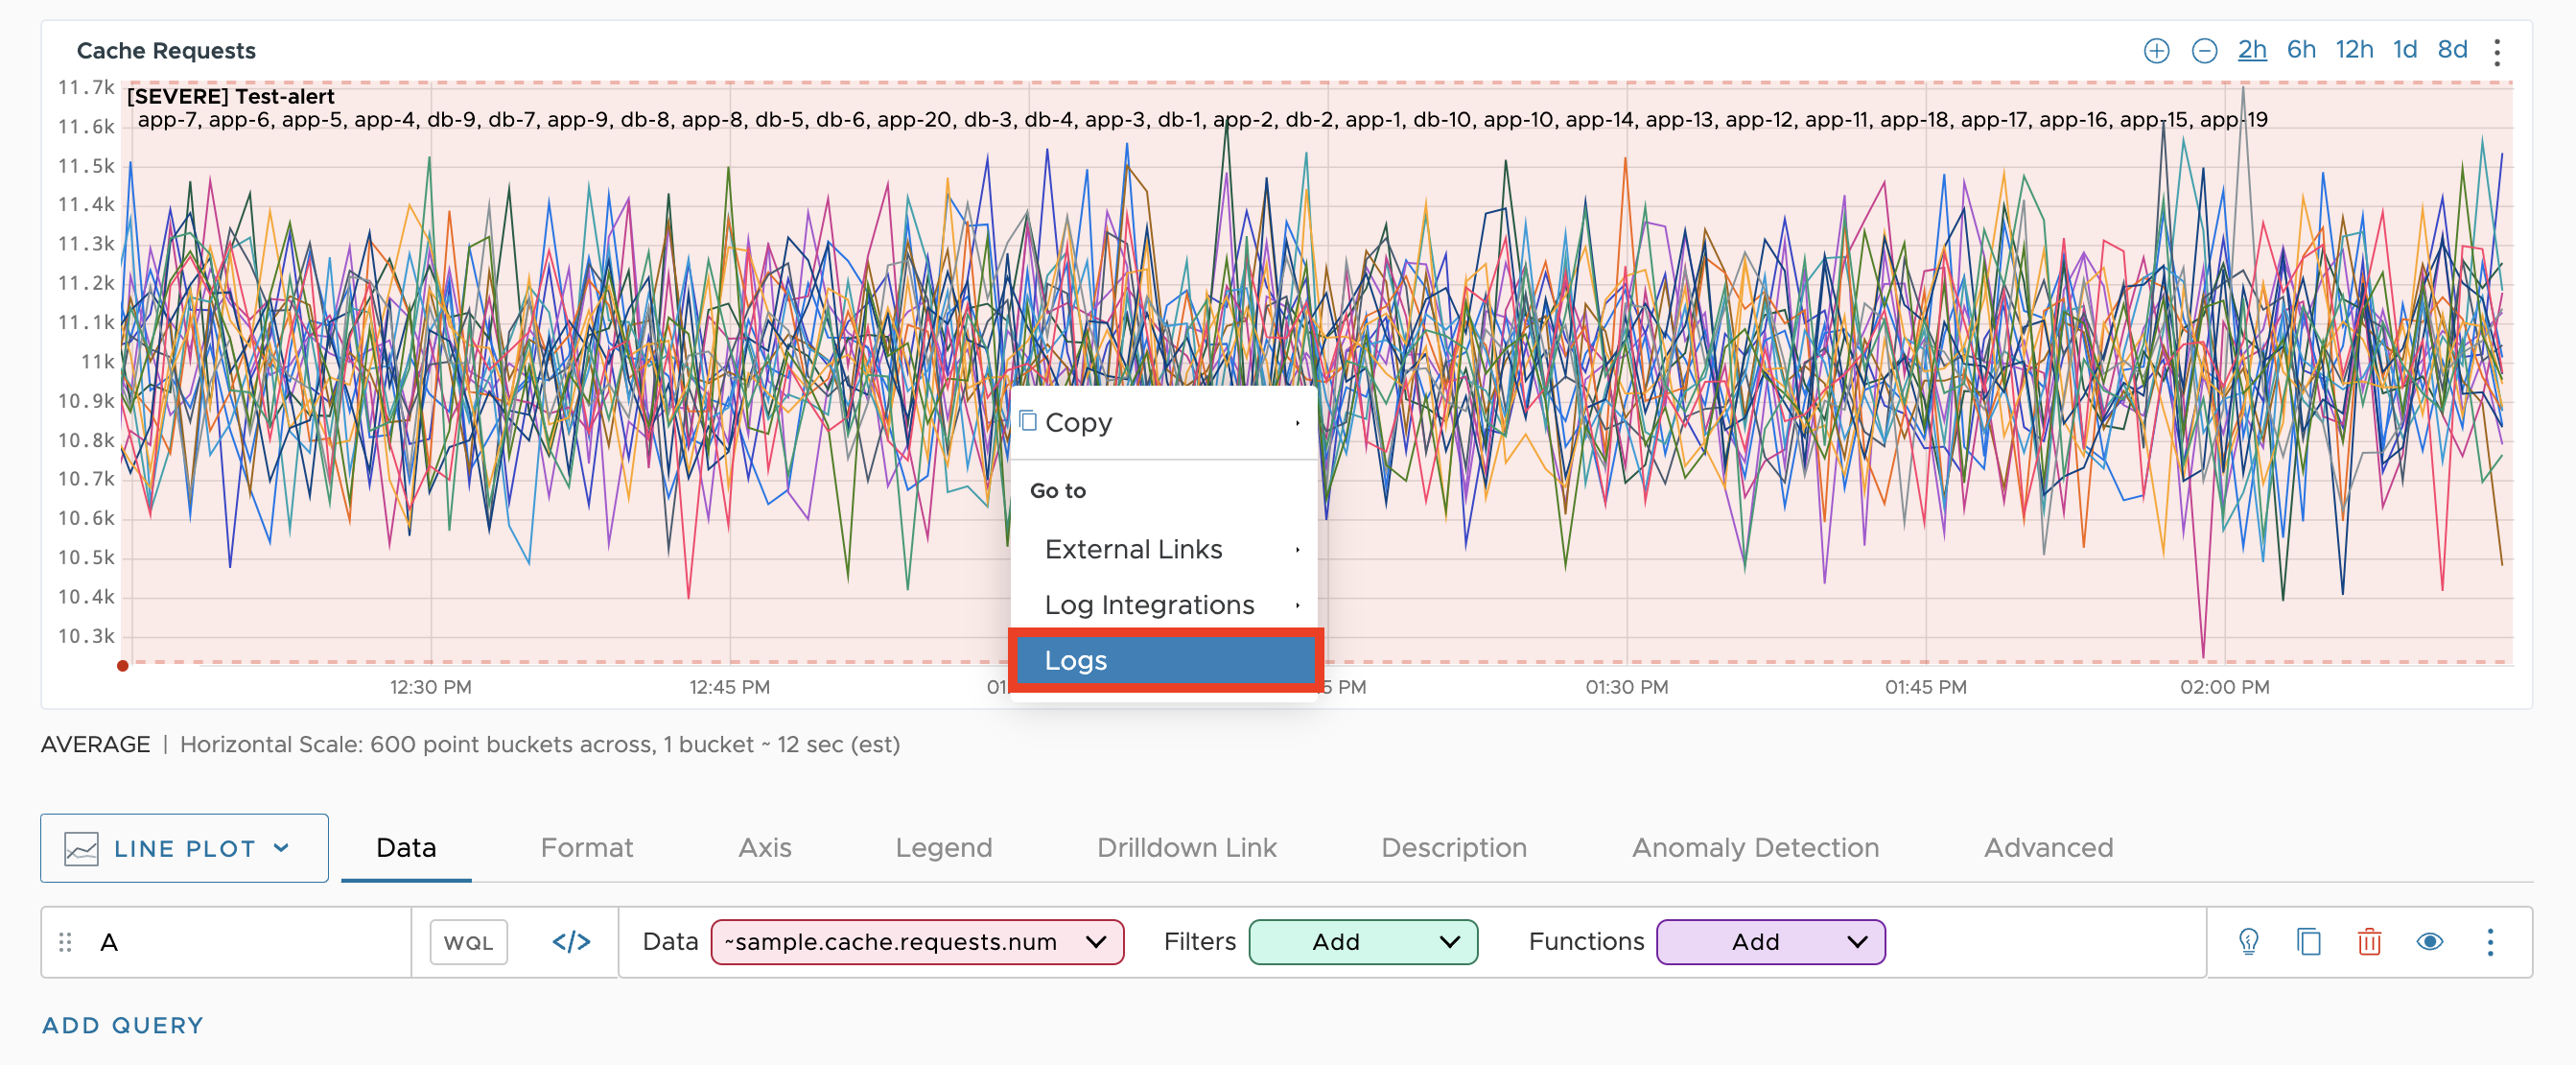 Cache Requests
2h 6h 12h 1d 8d
11.7k
[SEVERE] Test-alert
app-7, app-6, app-5, app-4, db-9, db-7, app-9, db-8, app-8, db-5, db-6, app-20, db-3, db-4, app-3, db-1, app-2, db-2, app-1, db-10, app-10, app-14, app-13, app-12, app-11, app-18, app-17, app-16, app-15, app-19
11.6k
11.5k
11.4k
11.3k
11.2k
11.1k
11k
10.9k
10.8k
10.7k
10.6k
10.5k
10.4k
10.3k
Copy
Go to
External Links
Log Integrations
Logs
12:30 PM 12:45 PM 01:30 PM 01:45 PM 02:00 PM
AVERAGE | Horizontal Scale: 600 point buckets across, 1 bucket ~ 12 sec (est)
LINE PLOT Data Format Axis Legend Drilldown Link Description Anomaly Detection Advanced
A WQL </> Data ~sample.cache.requests.num Filters Add Functions Add
ADD QUERY